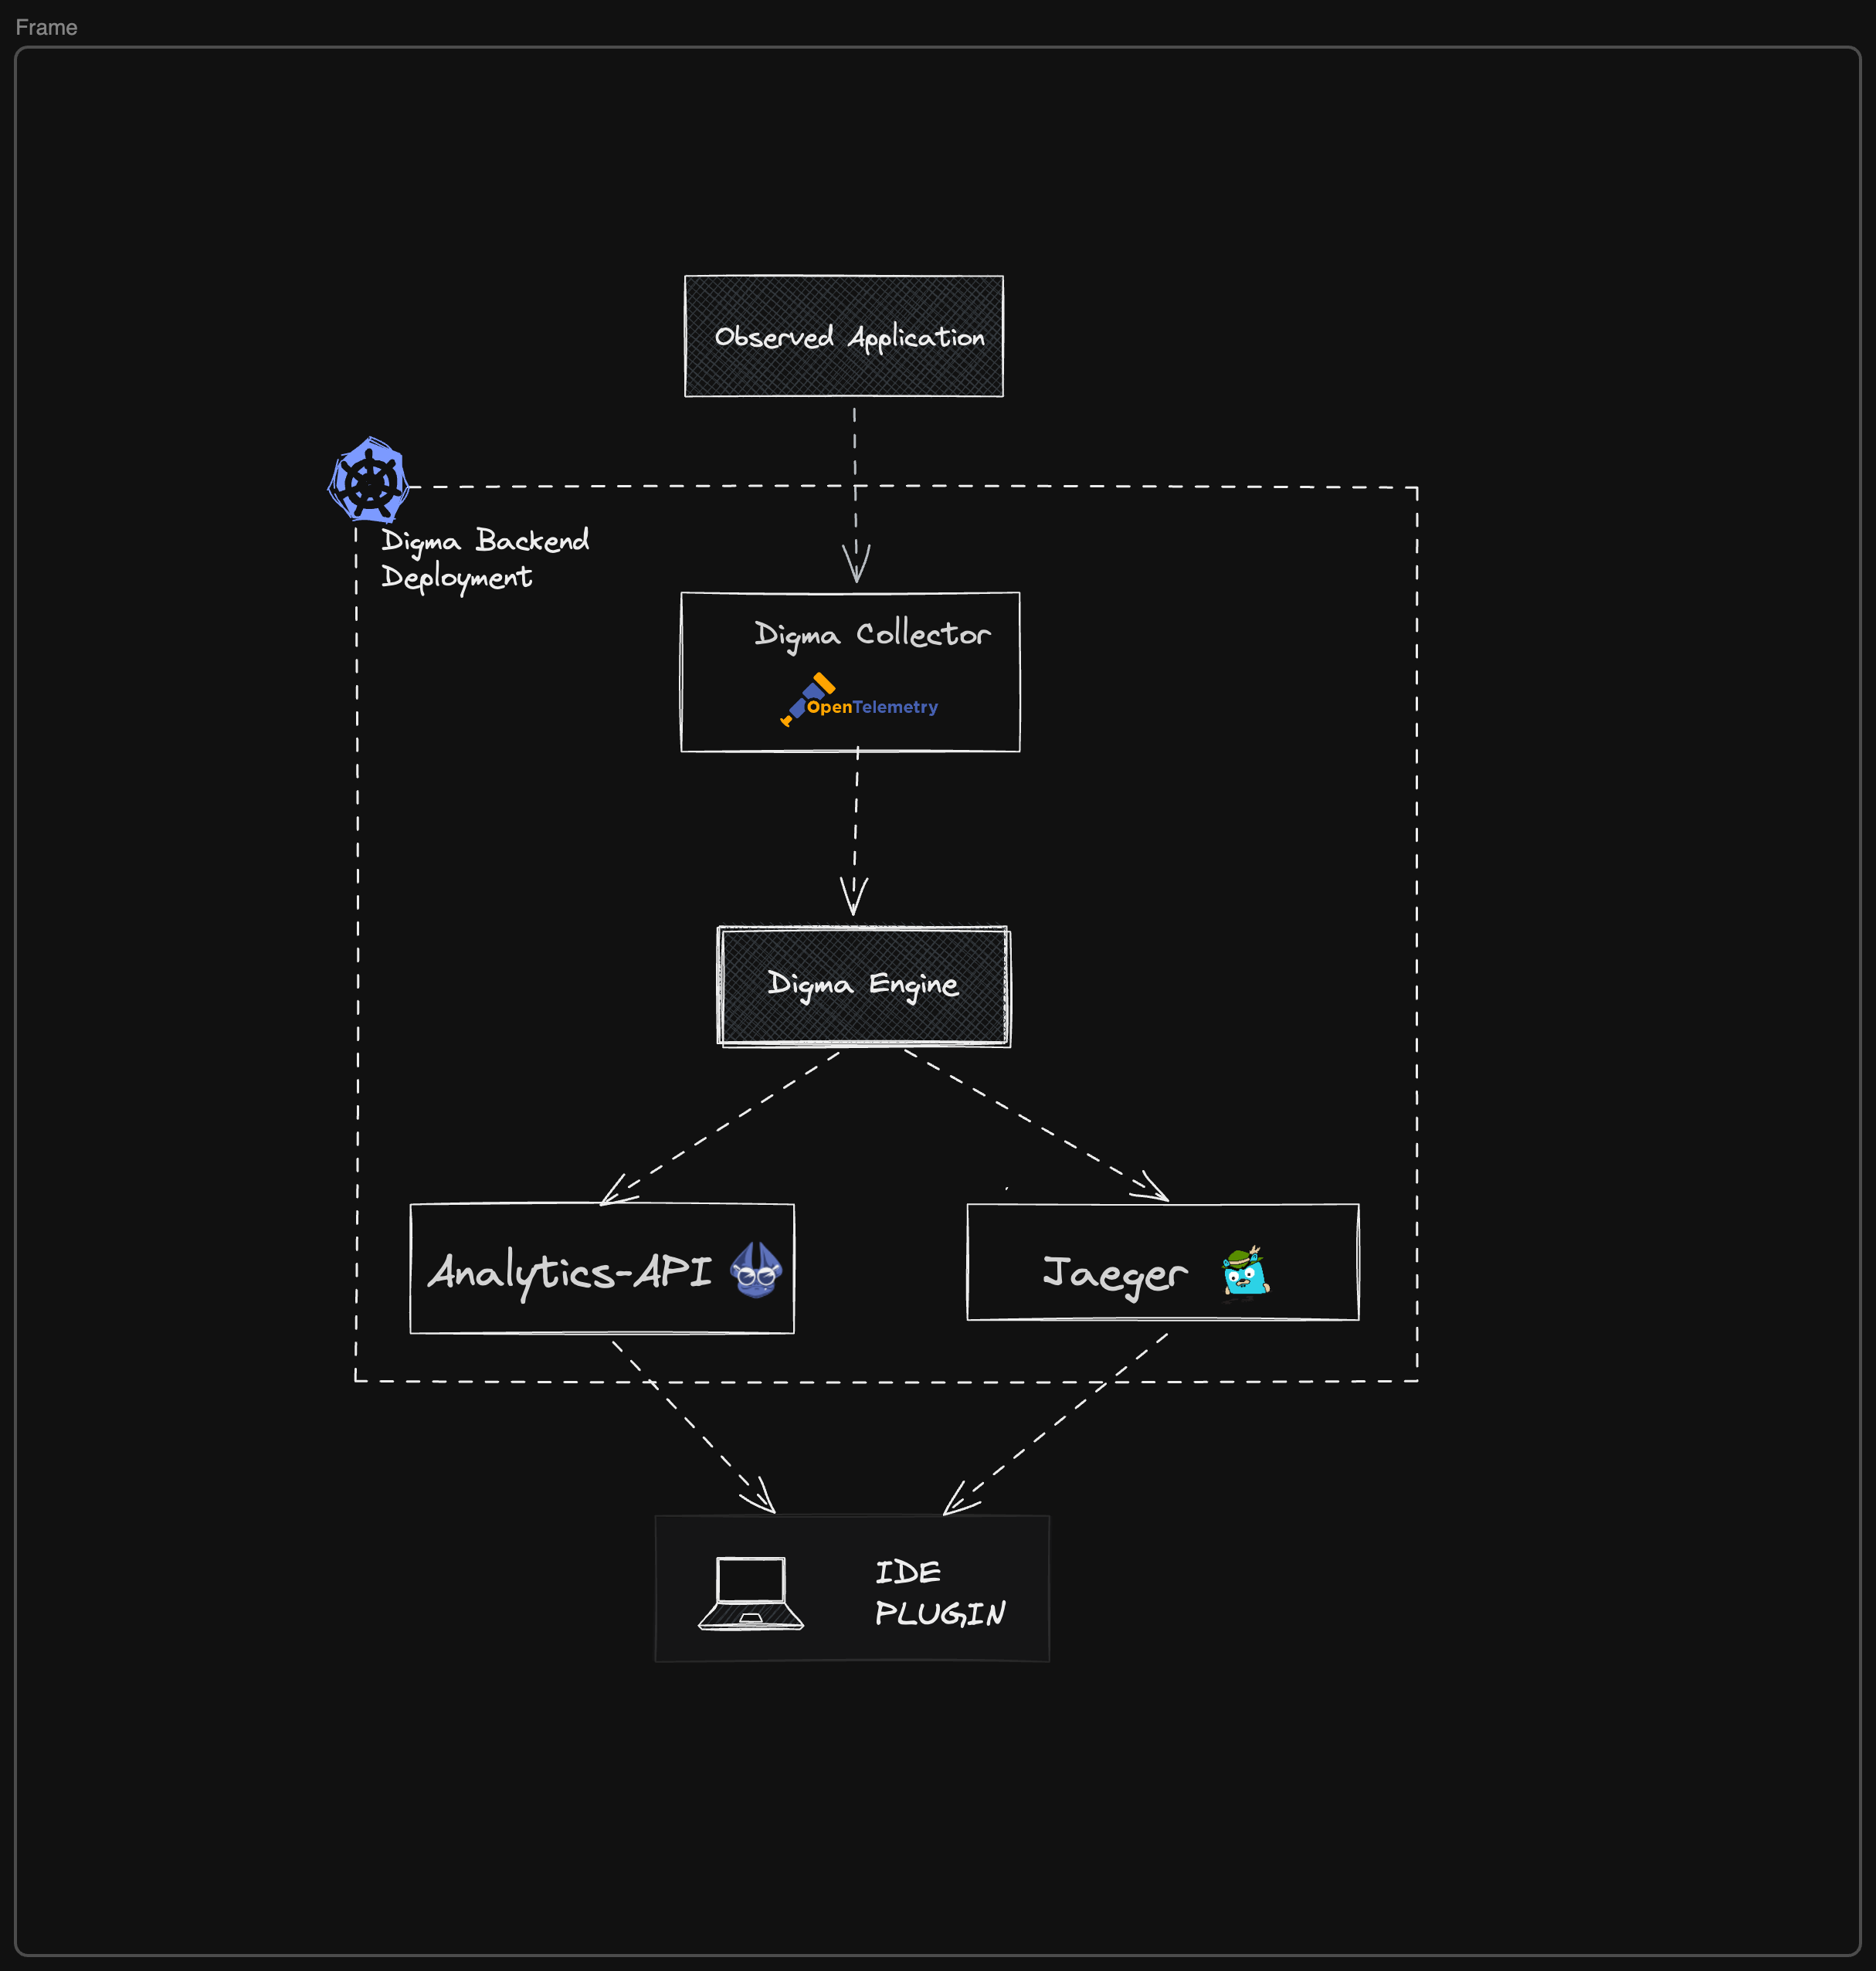 Frame
Observed Application
Digma Backend
Deployment
Digma Collector
OpenTelemetry
Digma Engine
Analytics-API
Jaeger
IDE
PLUGIN